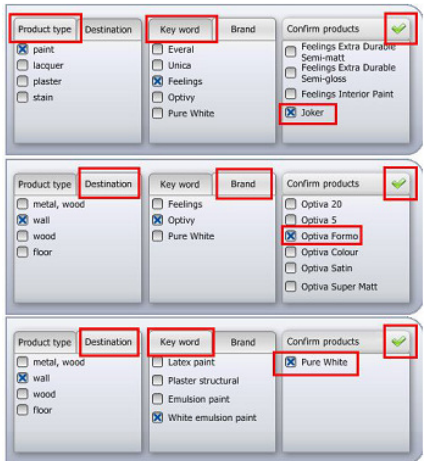 Product type Destination Key word Brand Confirm products
paint Everal Feelings Extra Durable
Semi-matt
lacquer Unica Feelings Extra Durable
Semi-gloss
plaster Feelings Feelings Interior Paint
stain Optivy Joker
Pure White
Product type Destination Key word Brand Confirm products
metal, wood Feelings Optiva 20
wall Optivy Optiva 5
wood Pure White Optiva Formo
floor Optiva Colour
Optiva Satin
Optiva Super Matt
Product type Destination Key word Brand Confirm products
metal, wood Latex paint Pure White
wall Plaster structural
wood Emulsion paint
floor White emulsion paint